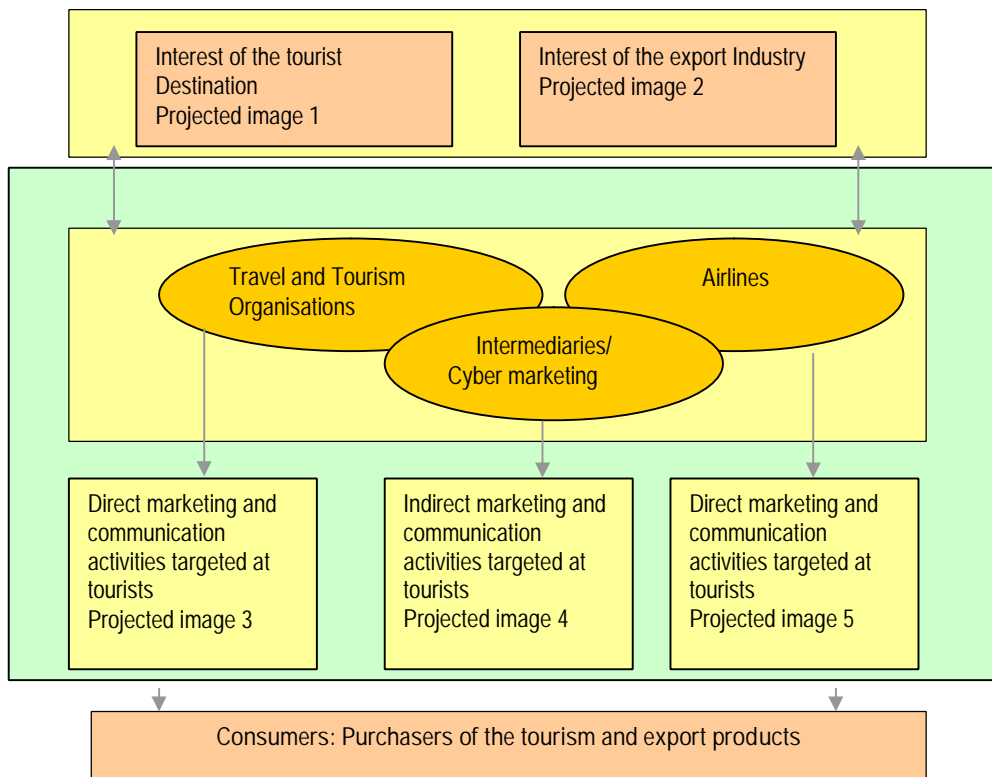 Interest of the tourist
Destination
Projected image 1
Interest of the export Industry
Projected image 2
Travel and Tourism
Organisations
Airlines
Intermediaries/
Cyber marketing
Direct marketing and
communication
activities targeted at
tourists
Projected image 3
Indirect marketing and
communication
activities targeted at
tourists
Projected image 4
Direct marketing and
communication
activities targeted at
tourists
Projected image 5
Consumers: Purchasers of the tourism and export products